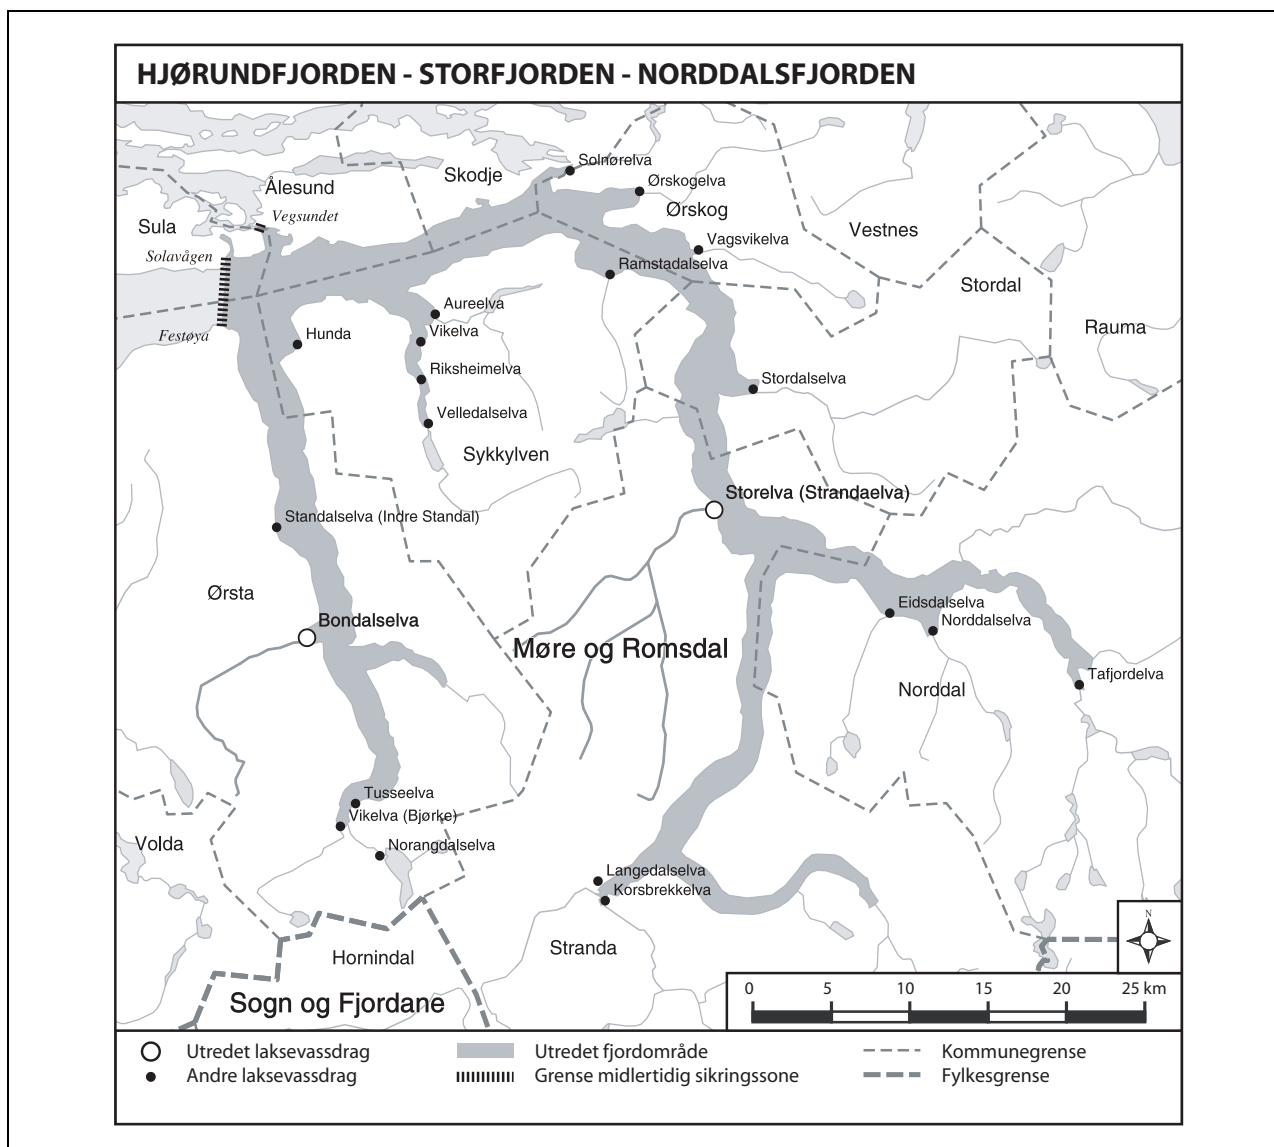 HJØRUNDFJORDEN - STORFJORDEN - NORDDALSFJORDEN
Solnørelva
Skodje
Ørskogelva
Ålesund
Ørskog
Vegsundet
Sula
Vestnes
Vagsvikelva
Solavågen
Ramstadalselva
Stordal
Aureelva
Rauma
Festøya
Hunda
Vikelva
Riksheimelva
Stordalselva
Velledalselva
Sykkylven
Storelva (Strandaelva)
Standalselva (Indre Standal)
Ørsta
Eidsdalselva
Bondalselva
Norddalselva
Møre og Romsdal
Tafjordelva
Norddal
Tusseelva
Vikelva (Bjørke)
Volda
Norangdalselva
Langedalselva
Korsbrekkelva
N
Stranda
Hornindal
Sogn og Fjordane
0 5 10 15 20 25 km
Utredet laksevassdrag
Utredet fjordområde
Kommunegrense
Andre laksevassdrag
Grense midlertidig sikringssone
Fylkesgrense